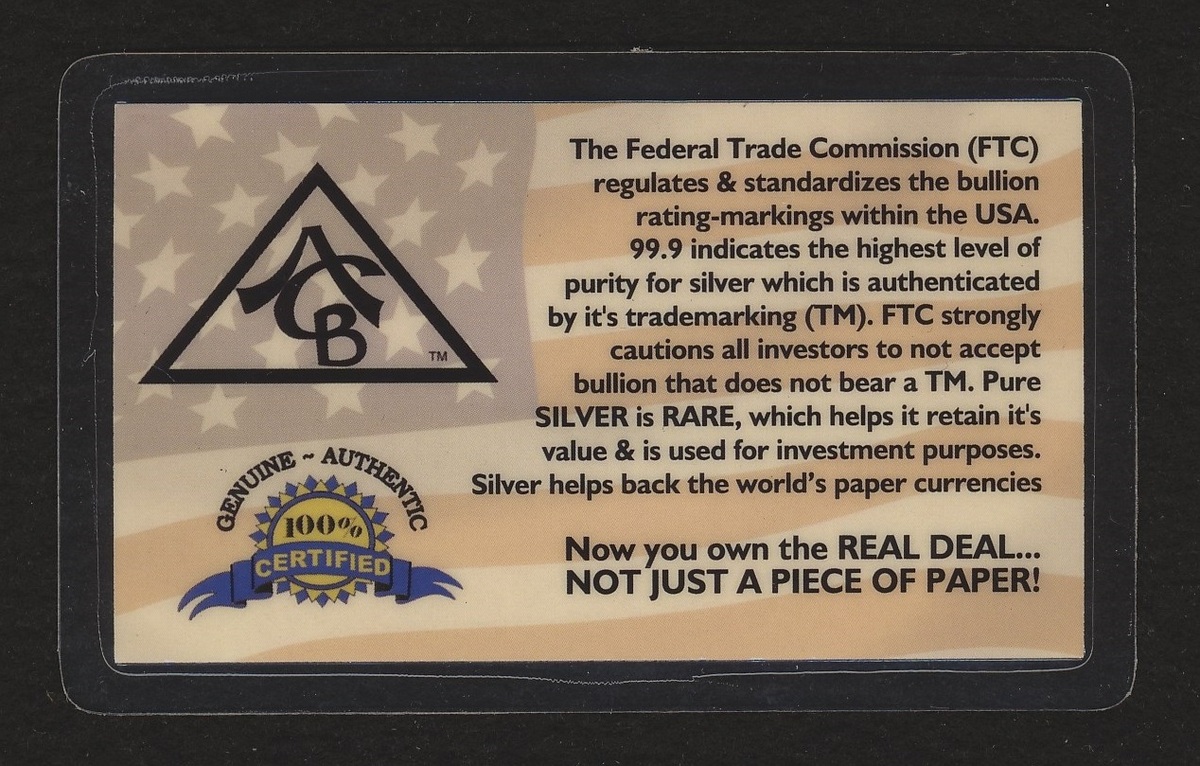 ACB
TM
GENUINE ~ AUTHENTIC
100%
CERTIFIED
The Federal Trade Commission (FTC)
regulates & standardizes the bullion
rating-markings within the USA.
99.9 indicates the highest level of
purity for silver which is authenticated
by it's trademarking (TM). FTC strongly
cautions all investors to not accept
bullion that does not bear a TM. Pure
SILVER is RARE, which helps it retain it's
value & is used for investment purposes.
Silver helps back the world’s paper currencies
Now you own the REAL DEAL...
NOT JUST A PIECE OF PAPER!